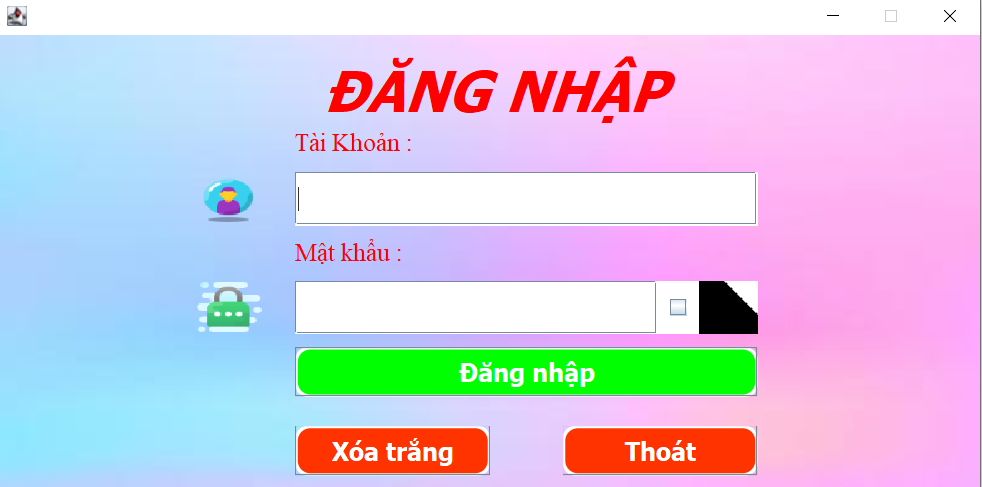 ĐĂNG NHẬP
Tài Khoản :
Mật khẩu :
Đăng nhập
Xóa trắng
Thoát